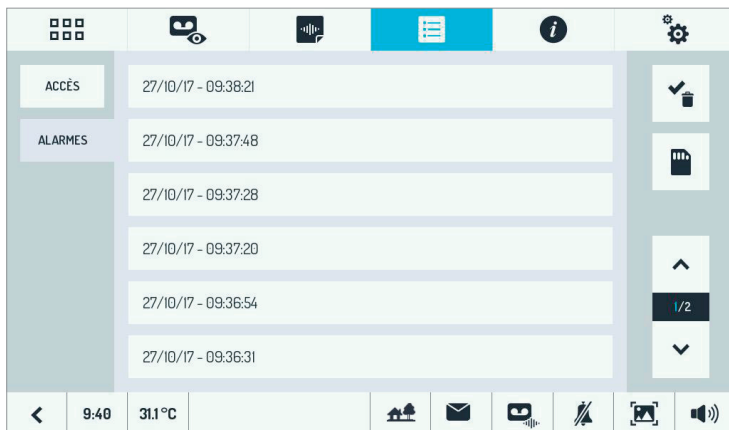 ACCÈS
27/10/17 - 09:38:21
ALARMES
27/10/17 - 09:37:48
27/10/17 - 09:37:28
27/10/17 - 09:37:20
27/10/17 - 09:36:54
1/2
27/10/17 - 09:36:31
9:40
31.1 °C